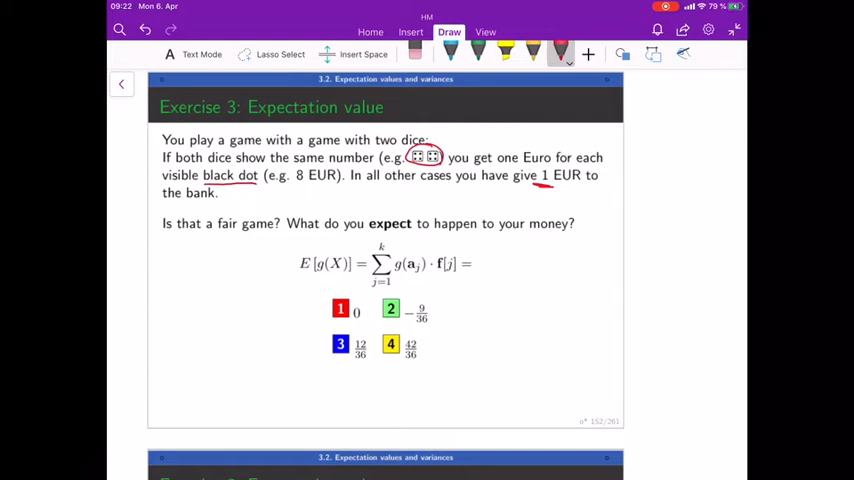 09:22 Mon 6. Apr
79 %
HM
Home Insert Draw View
A Text Mode Lasso Select Insert Space
3.2. Expectation values and variances
Exercise 3: Expectation value
You play a game with a game with two dice:
If both dice show the same number (e.g. ⚃⚃) you get one Euro for each
visible black dot (e.g. 8 EUR). In all other cases you have give 1 EUR to
the bank.
Is that a fair game? What do you expect to happen to your money?
E [g(X)] = ∑_{j=1}^{k} g(a_j) · f[j] =
1 0 2 −9/36
3 12/36 4 42/36
o* 152/261
3.2. Expectation values and variances